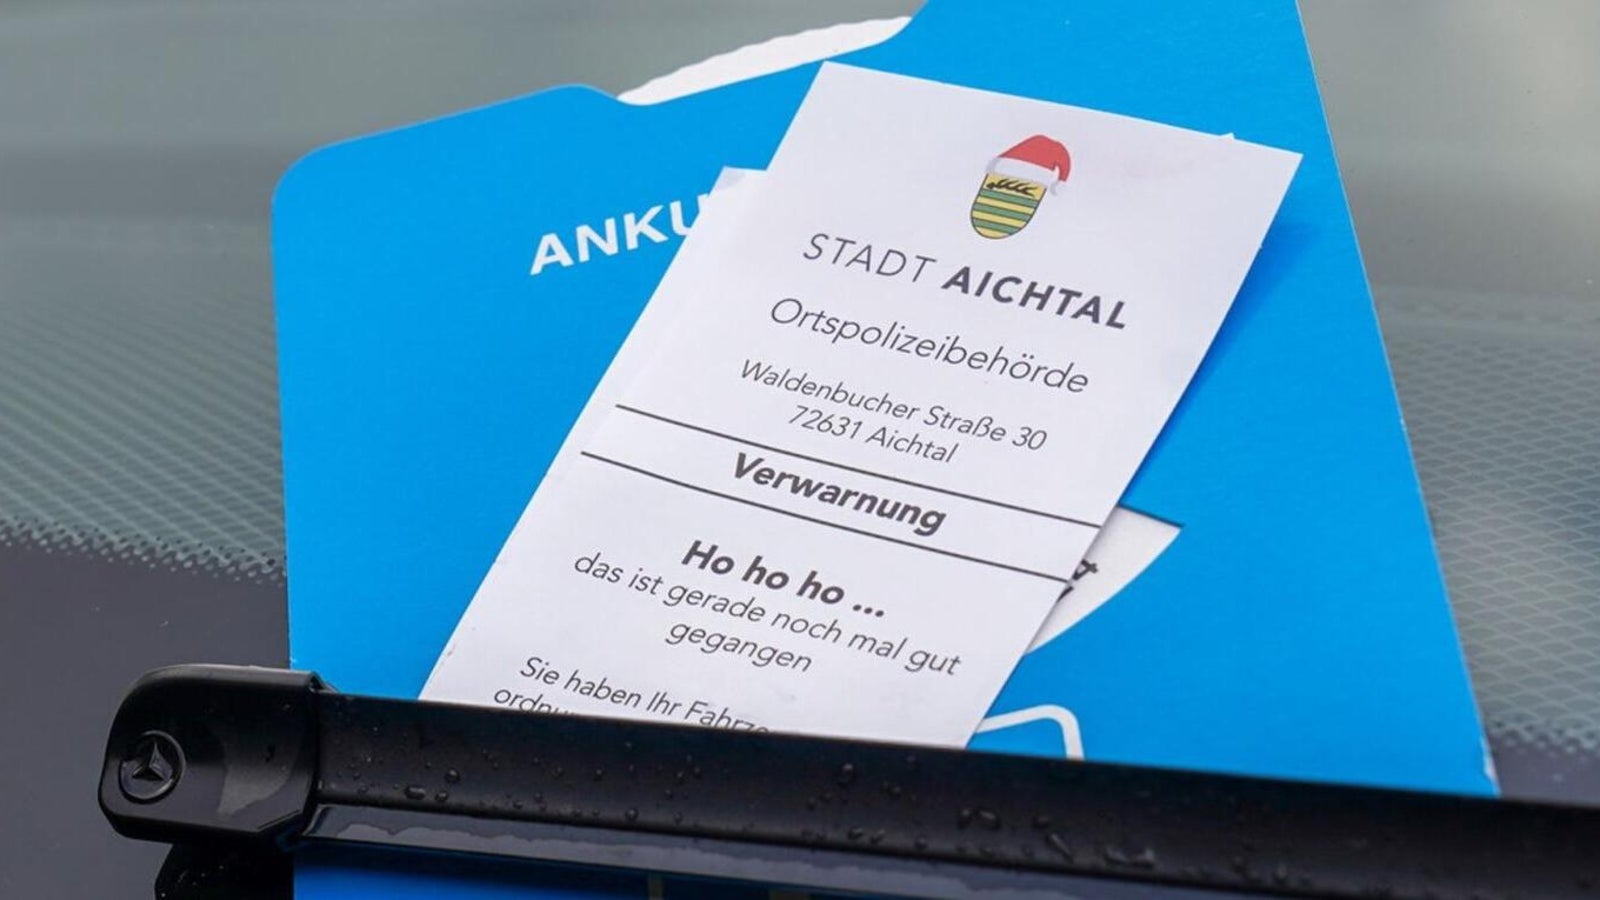 ANKU
STADT AICHTAL
Ortspolizeibehörde
Waldenbucher Straße 30
72631 Aichtal
Verwarnung
Ho ho ho ...
das ist gerade noch mal gut
gegangen
Sie haben Ihr